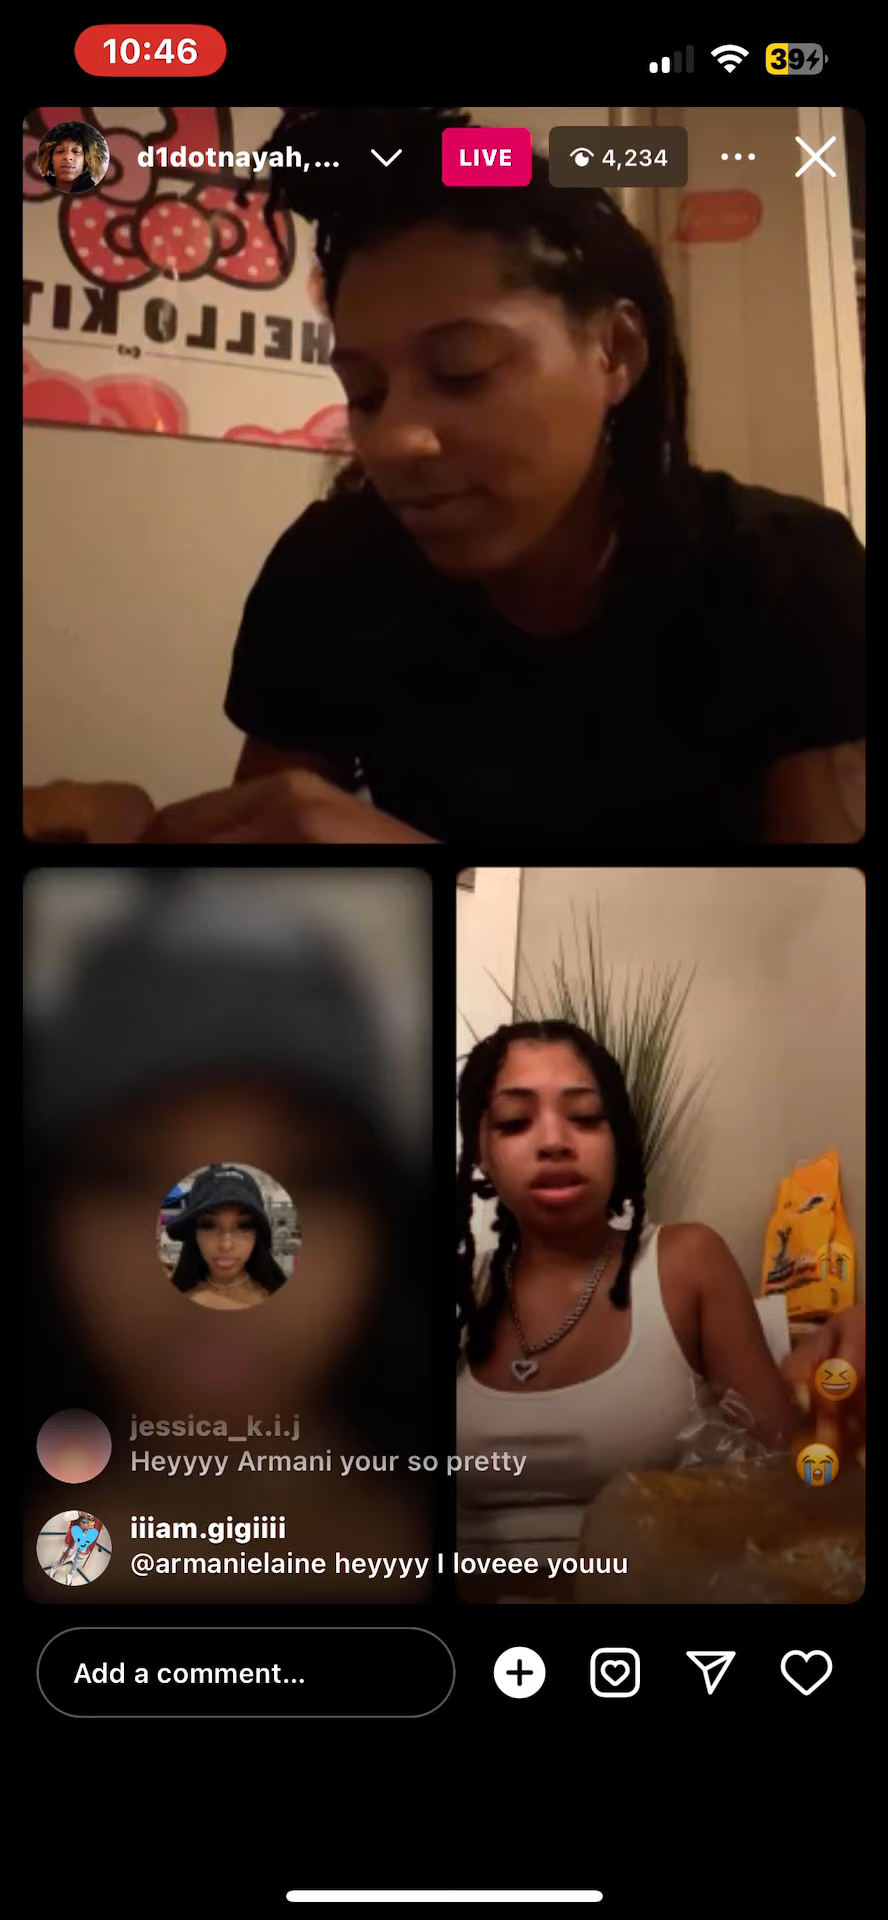 10:46
39
d1dotnayah,...
LIVE
4,234
HELLO KIT
jessica_k.i.j
Heyyyy Armani your so pretty
iiiam.gigiiii
@armanielaine heyyyy I loveee youuu
Add a comment...